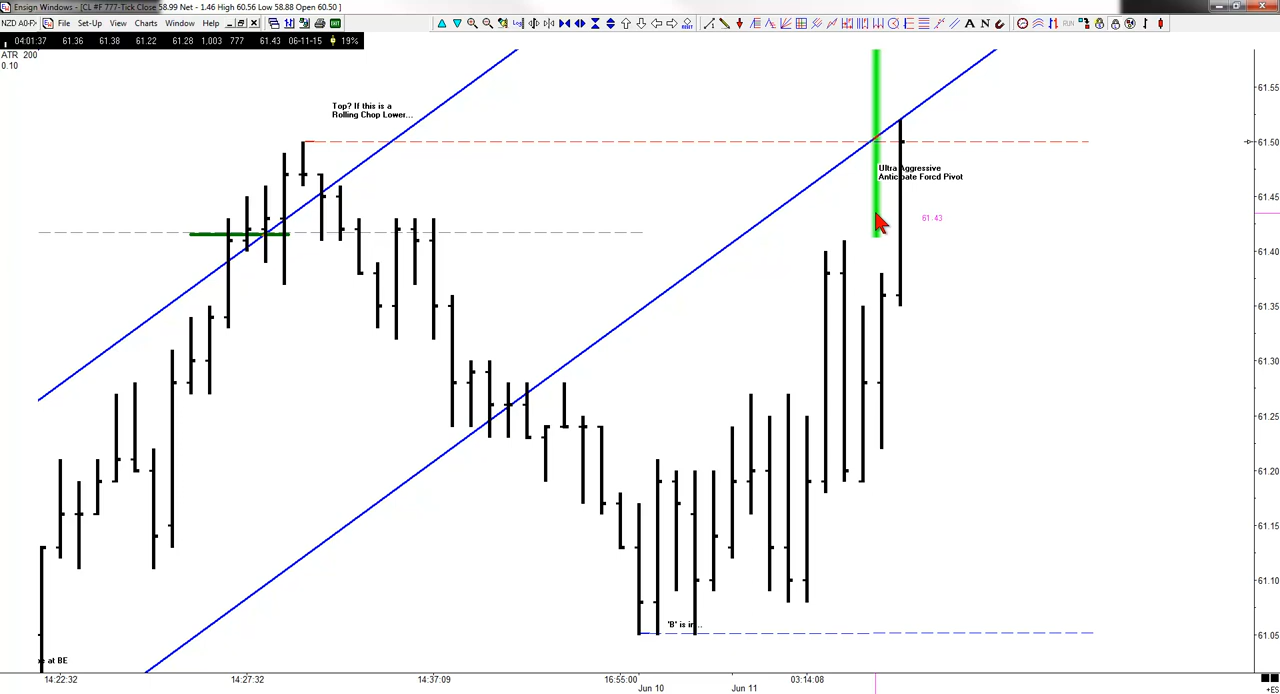 Ensign Windows - [CL #F 777-Tick Close 58.99 Net - 1.46 High 60.56 Low 58.88 Open 60.50 ]
NZD A0-FX File Set-Up View Charts Window Help
04:01:37 61.36 61.38 61.22 61.28 1,003 777 61.43 06-11-15 19%
ATR 200
0.10
Top? If this is a
Rolling Chop Lower...
61.55
61.50
Ultra Aggressive
Anticipate Forcd Pivot
61.45
61.43
61.40
61.35
61.30
61.25
61.20
61.15
61.10
'B' is in...
61.05
at BE
14:22:32 14:27:32 14:37:09 16:55:00 03:14:08
Jun 10 Jun 11